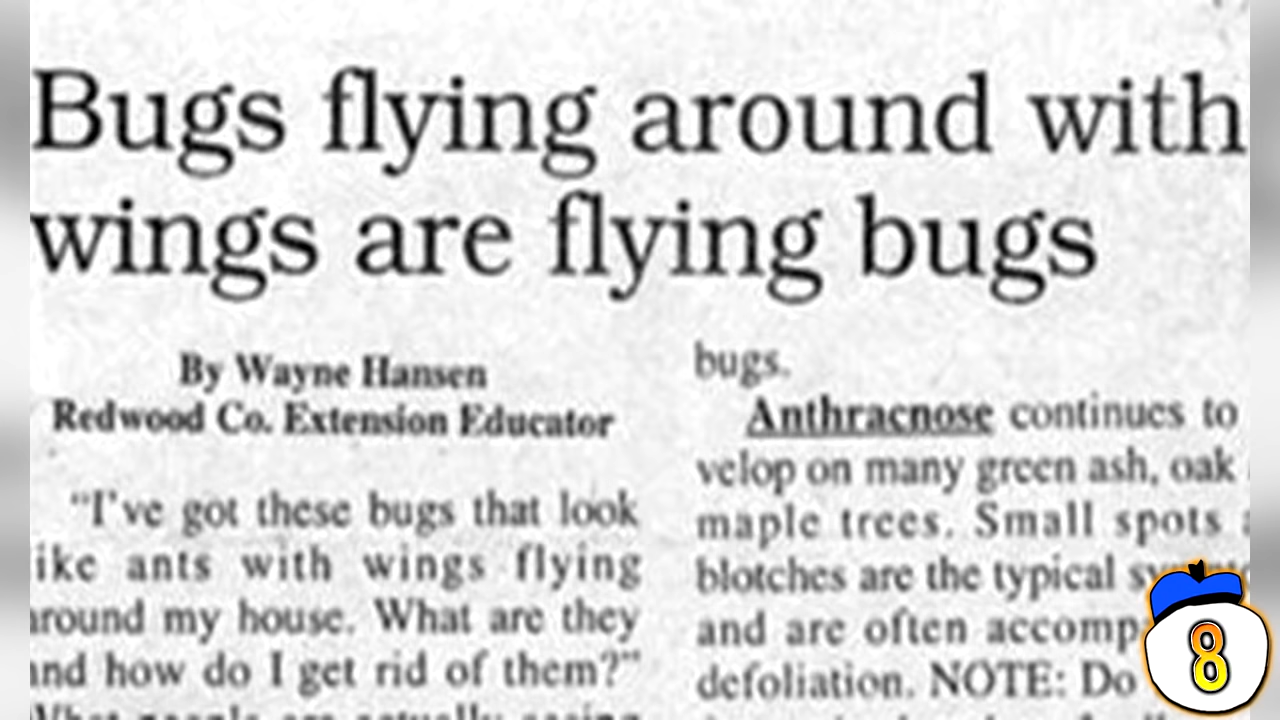 Bugs flying around with
wings are flying bugs
By Wayne Hansen
Redwood Co. Extension Educator
"I've got these bugs that look
ike ants with wings flying
around my house. What are they
and how do I get rid of them?"
bugs.
Anthracnose continues to
velop on many green ash, oak
maple trees. Small spots
blotches are the typical
and are often accomp
defoliation. NOTE: Do
8